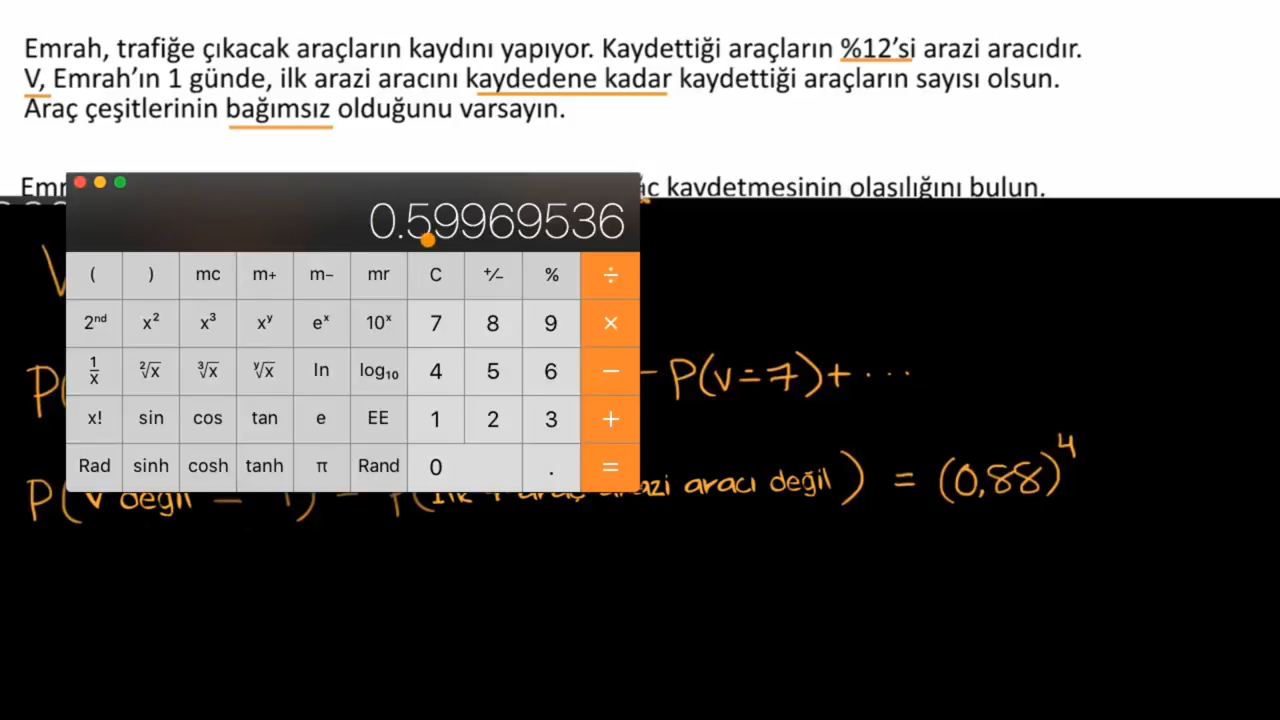 Emrah, trafiğe çıkacak araçların kaydını yapıyor. Kaydettiği araçların %12'si arazi aracıdır.
V, Emrah'ın 1 günde, ilk arazi aracını kaydedene kadar kaydettiği araçların sayısı olsun.
Araç çeşitlerinin bağımsız olduğunu varsayın.
kaydetmesinin olasılığını bulun.
0.59969536
( ) mc m+ m- mr C +/- % ÷
2nd x² x³ xʸ eˣ 10ˣ 7 8 9 ×
1/x ²√x ³√x ʸ√x ln log₁₀ 4 5 6 −
x! sin cos tan e EE 1 2 3 +
Rad sinh cosh tanh π Rand 0 . =
V
P( P(v=7)+ ...
P( V değil aracı değil ) = (0,88)⁴